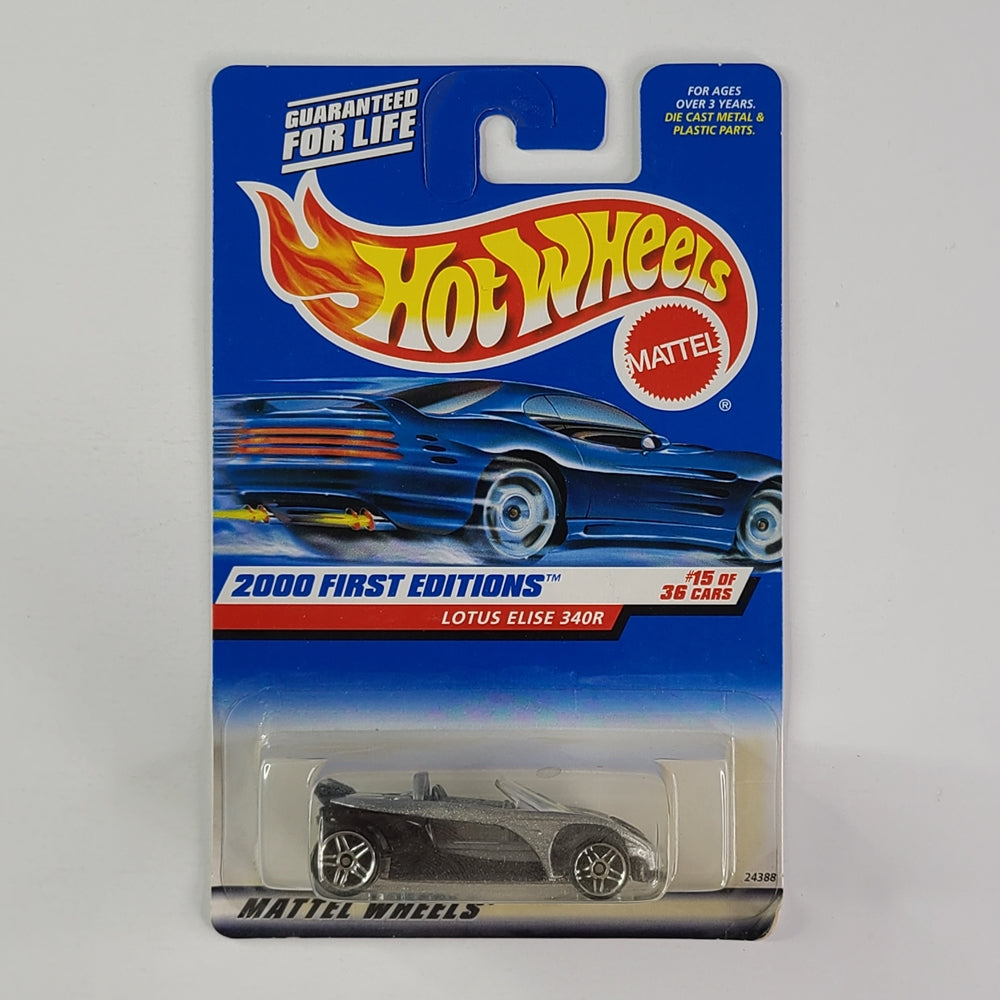 GUARANTEED
FOR LIFE
FOR AGES
OVER 3 YEARS.
DIE CAST METAL &
PLASTIC PARTS.
HOT WHEELS
MATTEL
®
2000 FIRST EDITIONS™
#15 OF
36 CARS
LOTUS ELISE 340R
24388
MATTEL WHEELS